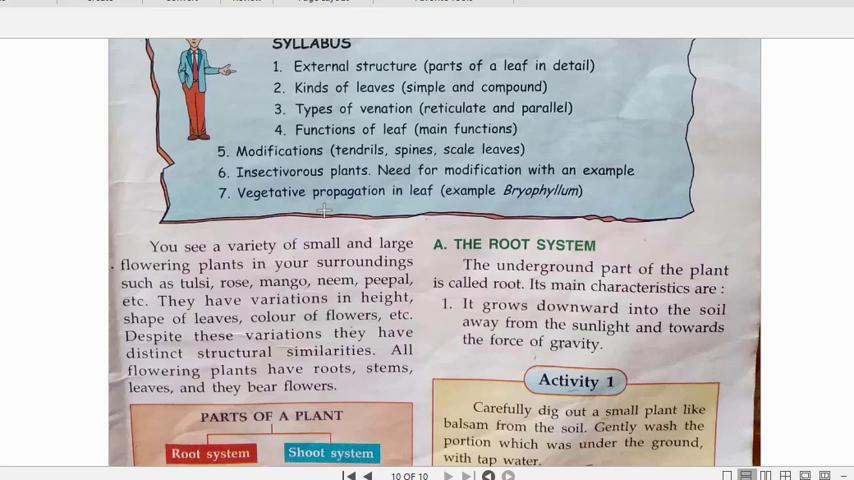 SYLLABUS
1. External structure (parts of a leaf in detail)
2. Kinds of leaves (simple and compound)
3. Types of venation (reticulate and parallel)
4. Functions of leaf (main functions)
5. Modifications (tendrils, spines, scale leaves)
6. Insectivorous plants. Need for modification with an example
7. Vegetative propagation in leaf (example Bryophyllum)
You see a variety of small and large
flowering plants in your surroundings
such as tulsi, rose, mango, neem, peepal,
etc. They have variations in height,
shape of leaves, colour of flowers, etc.
Despite these variations they have
distinct structural similarities. All
flowering plants have roots, stems,
leaves, and they bear flowers.
PARTS OF A PLANT
Root system
Shoot system
A. THE ROOT SYSTEM
The underground part of the plant
is called root. Its main characteristics are :
1. It grows downward into the soil
away from the sunlight and towards
the force of gravity.
Activity 1
Carefully dig out a small plant like
balsam from the soil. Gently wash the
portion which was under the ground,
with tap water.
10 OF 10